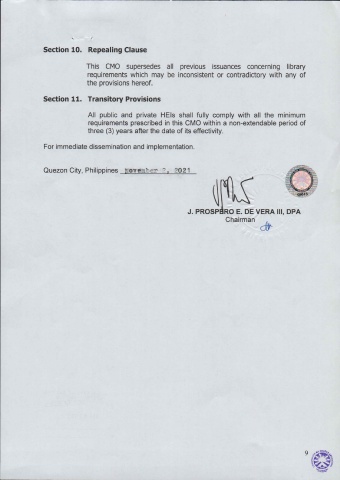 Section 10. Repealing Clause
This CMO supersedes all previous issuances concerning library
requirements which may be inconsistent or contradictory with any of
the provisions hereof.
Section 11. Transitory Provisions
All public and private HEIs shall fully comply with all the minimum
requirements prescribed in this CMO within a non-extendable period of
three (3) years after the date of its effectivity.
For immediate dissemination and implementation.
Quezon City, Philippines November 2, 2021
J. PROSPERO E. DE VERA III, DPA
Chairman
9